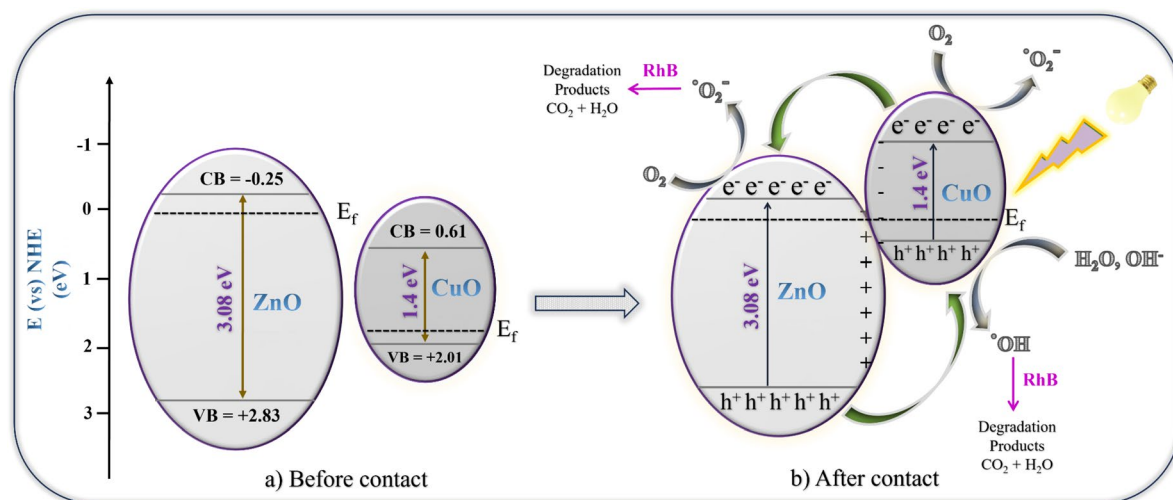 E (vs) NHE
(eV)
-1
0
1
2
3
CB = -0.25
E_f
3.08 eV
ZnO
VB = +2.83
CB = 0.61
1.4 eV
CuO
E_f
VB = +2.01
a) Before contact
O₂
•O₂⁻
RhB
Degradation
Products
CO₂ + H₂O
•O₂⁻
O₂
e⁻ e⁻ e⁻ e⁻
1.4 eV
CuO
E_f
h⁺ h⁺ h⁺ h⁺
e⁻ e⁻ e⁻ e⁻ e⁻
3.08 eV
ZnO
h⁺ h⁺ h⁺ h⁺ h⁺
-
-
-
-
+
+
+
+
+
+
+
H₂O, OH⁻
•OH
RhB
Degradation
Products
CO₂ + H₂O
b) After contact